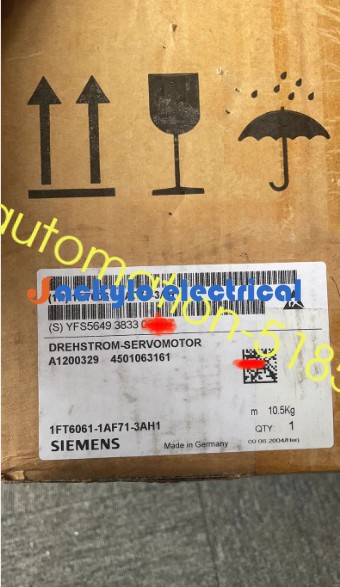 Jackylo electrical
automation-5185
(S) YFS5649 3833
DREHSTROM-SERVOMOTOR
A1200329 4501063161
m 10.5Kg
1FT6061-1AF71-3AH1
QTY: 1
SIEMENS
Made in Germany